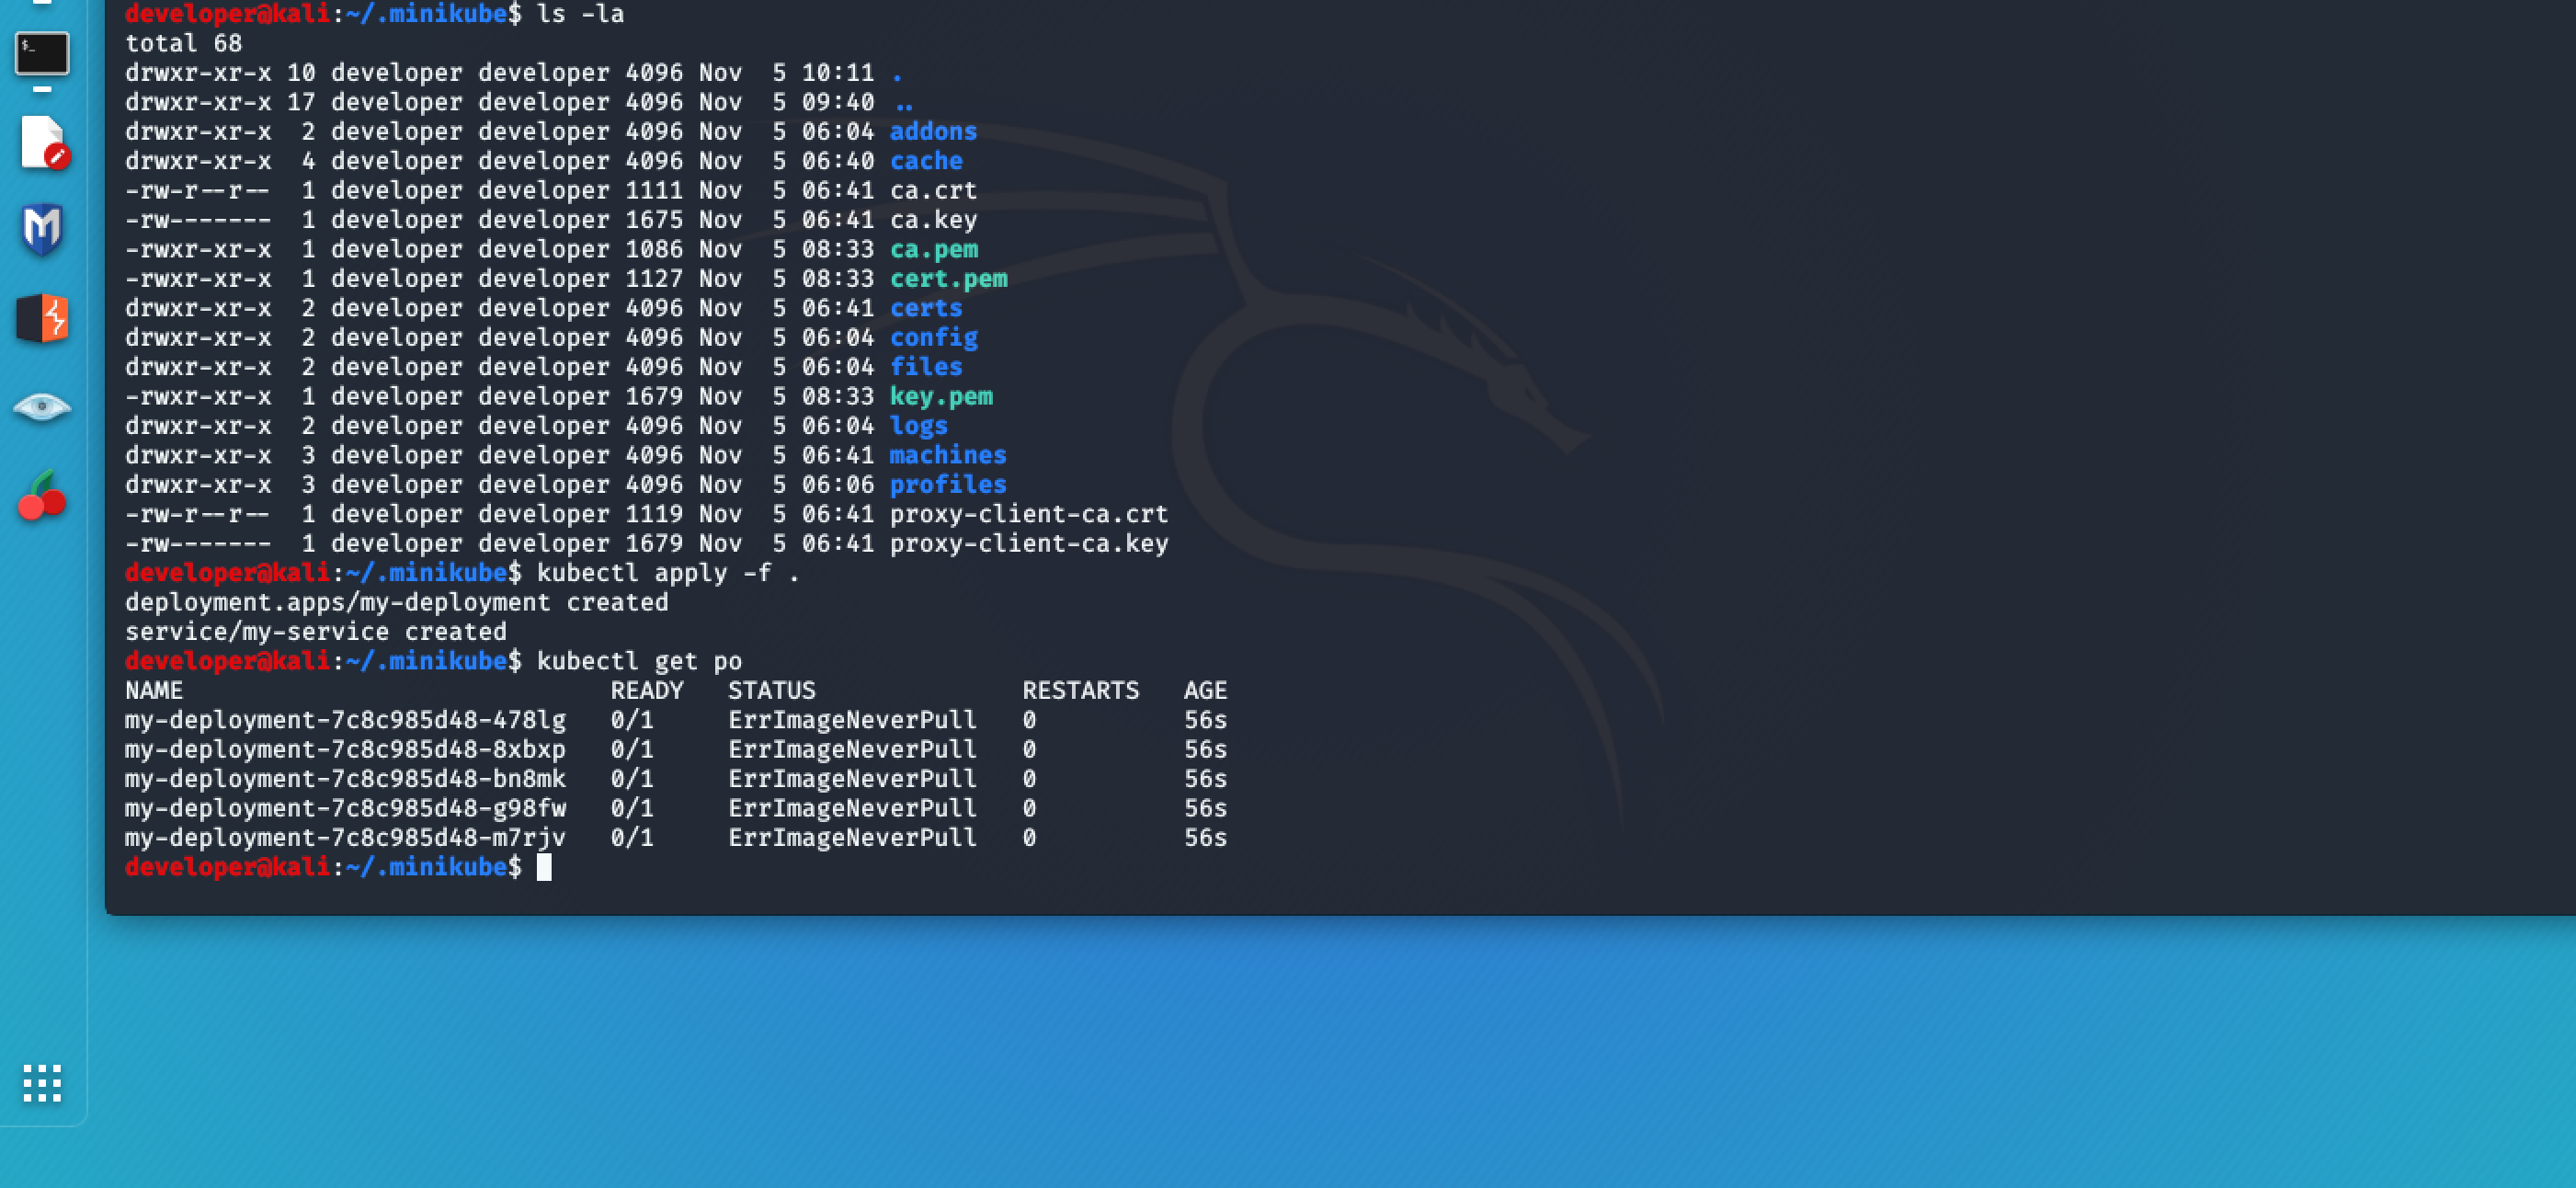 developer@kali:~/.minikube$ ls -la
total 68
drwxr-xr-x 10 developer developer 4096 Nov  5 10:11 .
drwxr-xr-x 17 developer developer 4096 Nov  5 09:40 ..
drwxr-xr-x  2 developer developer 4096 Nov  5 06:04 addons
drwxr-xr-x  4 developer developer 4096 Nov  5 06:40 cache
-rw-r--r--  1 developer developer 1111 Nov  5 06:41 ca.crt
-rw-------  1 developer developer 1675 Nov  5 06:41 ca.key
-rwxr-xr-x  1 developer developer 1086 Nov  5 08:33 ca.pem
-rwxr-xr-x  1 developer developer 1127 Nov  5 08:33 cert.pem
drwxr-xr-x  2 developer developer 4096 Nov  5 06:41 certs
drwxr-xr-x  2 developer developer 4096 Nov  5 06:04 config
drwxr-xr-x  2 developer developer 4096 Nov  5 06:04 files
-rwxr-xr-x  1 developer developer 1679 Nov  5 08:33 key.pem
drwxr-xr-x  2 developer developer 4096 Nov  5 06:04 logs
drwxr-xr-x  3 developer developer 4096 Nov  5 06:41 machines
drwxr-xr-x  3 developer developer 4096 Nov  5 06:06 profiles
-rw-r--r--  1 developer developer 1119 Nov  5 06:41 proxy-client-ca.crt
-rw-------  1 developer developer 1679 Nov  5 06:41 proxy-client-ca.key
developer@kali:~/.minikube$ kubectl apply -f .
deployment.apps/my-deployment created
service/my-service created
developer@kali:~/.minikube$ kubectl get po
NAME                             READY   STATUS              RESTARTS   AGE
my-deployment-7c8c985d48-478lg   0/1     ErrImageNeverPull   0          56s
my-deployment-7c8c985d48-8xbxp   0/1     ErrImageNeverPull   0          56s
my-deployment-7c8c985d48-bn8mk   0/1     ErrImageNeverPull   0          56s
my-deployment-7c8c985d48-g98fw   0/1     ErrImageNeverPull   0          56s
my-deployment-7c8c985d48-m7rjv   0/1     ErrImageNeverPull   0          56s
developer@kali:~/.minikube$